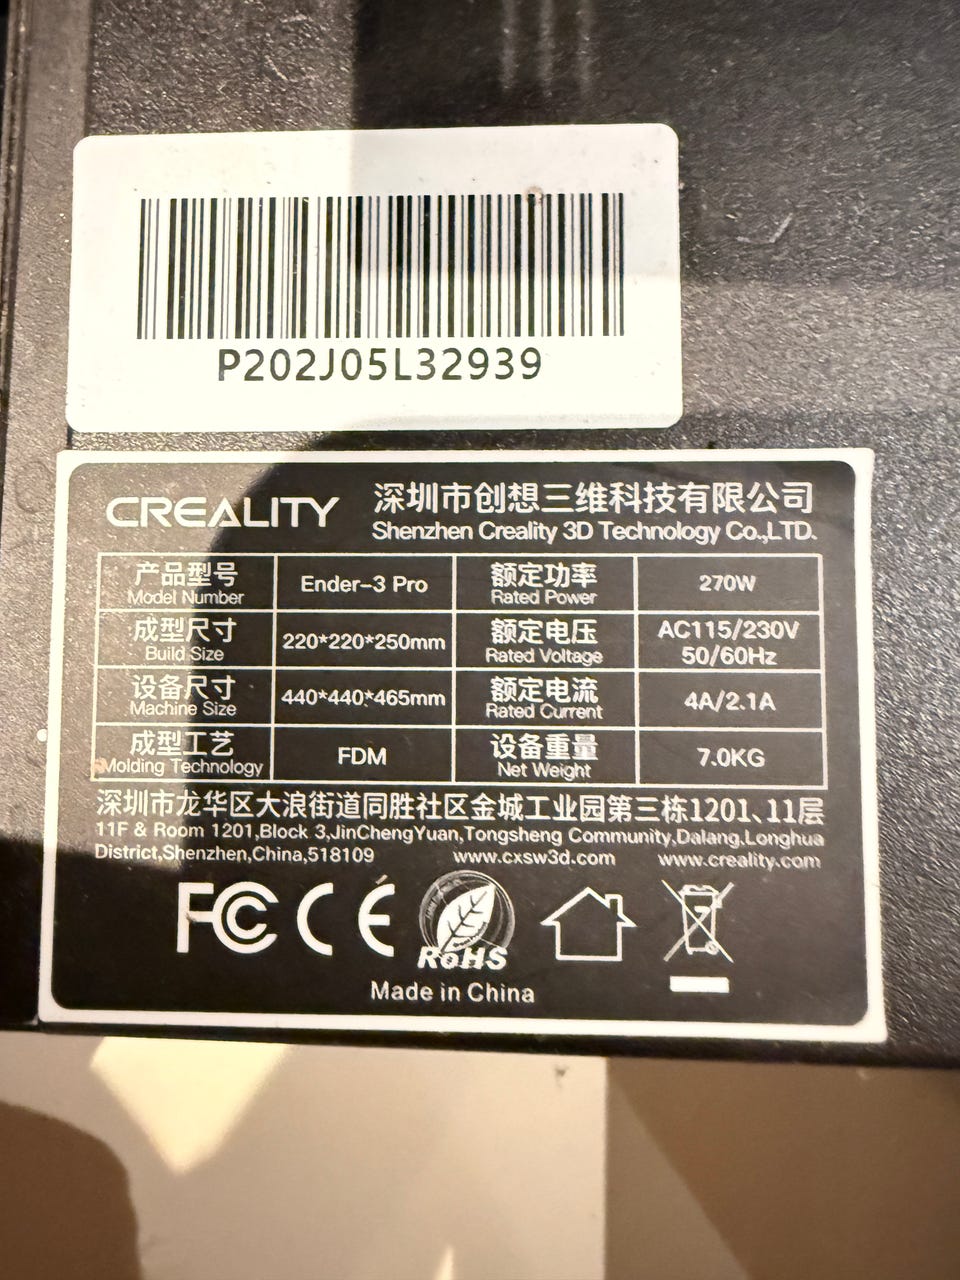 P202J05L32939
CREALITY
深圳市创想三维科技有限公司
Shenzhen Creality 3D Technology Co.,LTD.
产品型号 Ender-3 Pro 额定功率 270W
Model Number Rated Power
成型尺寸 220*220*250mm 额定电压 AC115/230V
Build Size Rated Voltage 50/60Hz
设备尺寸 440*440*465mm 额定电流 4A/2.1A
Machine Size Rated Current
成型工艺 FDM 设备重量 7.0KG
Molding Technology Net Weight
深圳市龙华区大浪街道同胜社区金城工业园第三栋1201、11层
11F & Room 1201,Block 3,JinChengYuan,Tongsheng Community,Dalang,Longhua
District,Shenzhen,China,518109 www.cxsw3d.com www.creality.com
FC CE RoHS
Made in China